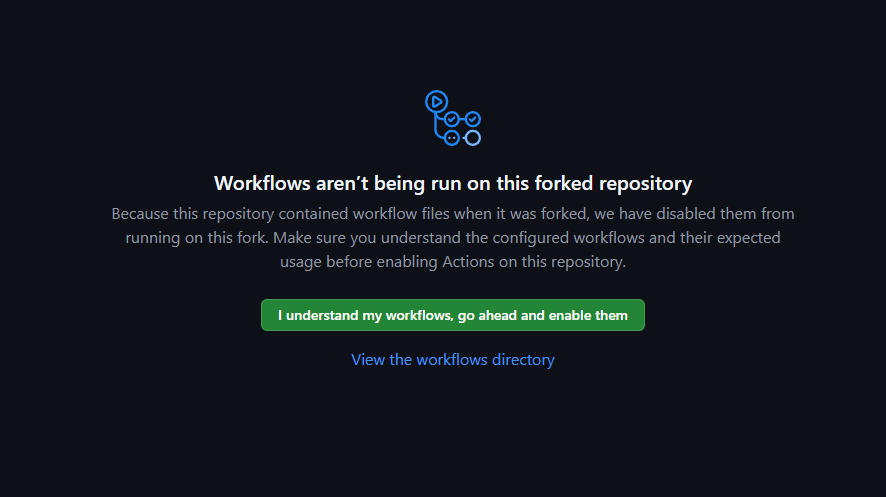 Workflows aren’t being run on this forked repository
Because this repository contained workflow files when it was forked, we have disabled them from
running on this fork. Make sure you understand the configured workflows and their expected
usage before enabling Actions on this repository.
I understand my workflows, go ahead and enable them
View the workflows directory